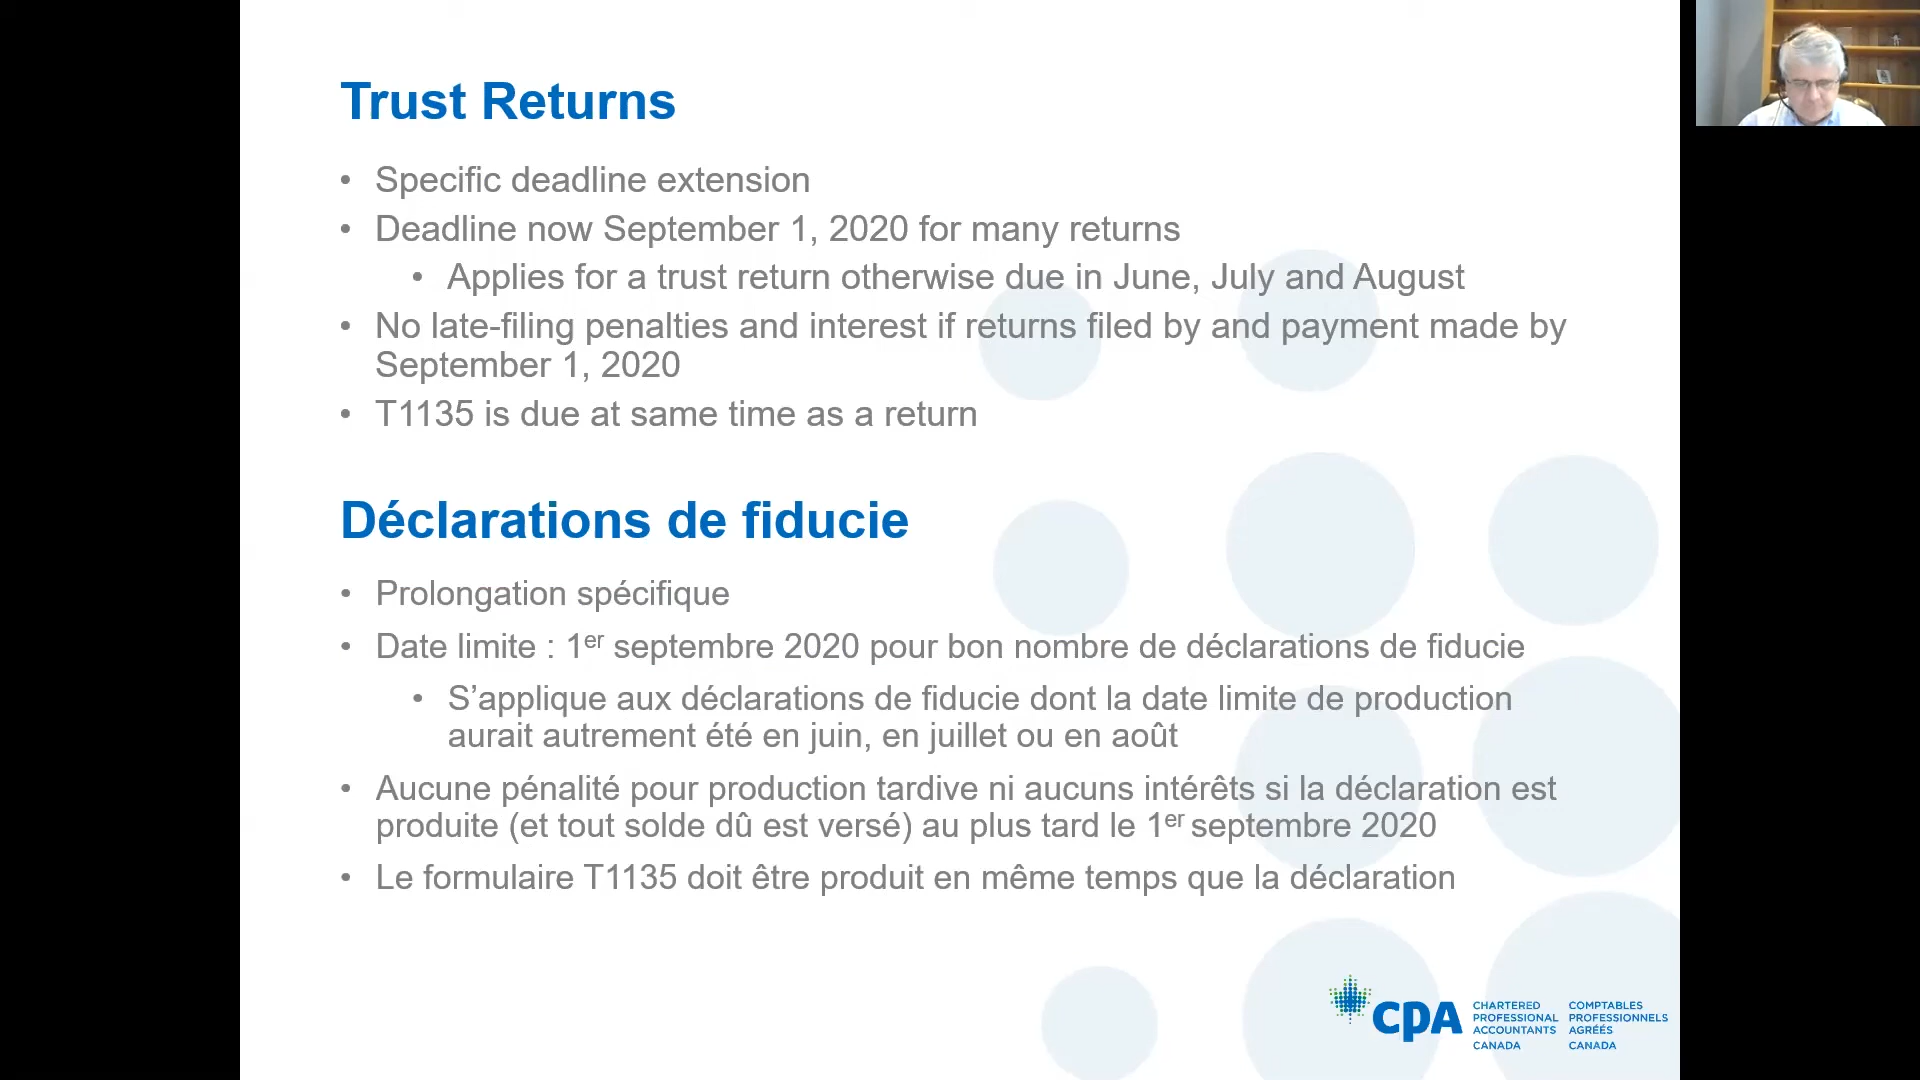 Trust Returns
• Specific deadline extension
• Deadline now September 1, 2020 for many returns
• Applies for a trust return otherwise due in June, July and August
• No late-filing penalties and interest if returns filed by and payment made by
September 1, 2020
• T1135 is due at same time as a return
Déclarations de fiducie
• Prolongation spécifique
• Date limite : 1er septembre 2020 pour bon nombre de déclarations de fiducie
• S’applique aux déclarations de fiducie dont la date limite de production
aurait autrement été en juin, en juillet ou en août
• Aucune pénalité pour production tardive ni aucuns intérêts si la déclaration est
produite (et tout solde dû est versé) au plus tard le 1er septembre 2020
• Le formulaire T1135 doit être produit en même temps que la déclaration
CPA
CHARTERED
PROFESSIONAL
ACCOUNTANTS
CANADA
COMPTABLES
PROFESSIONNELS
AGRÉÉS
CANADA